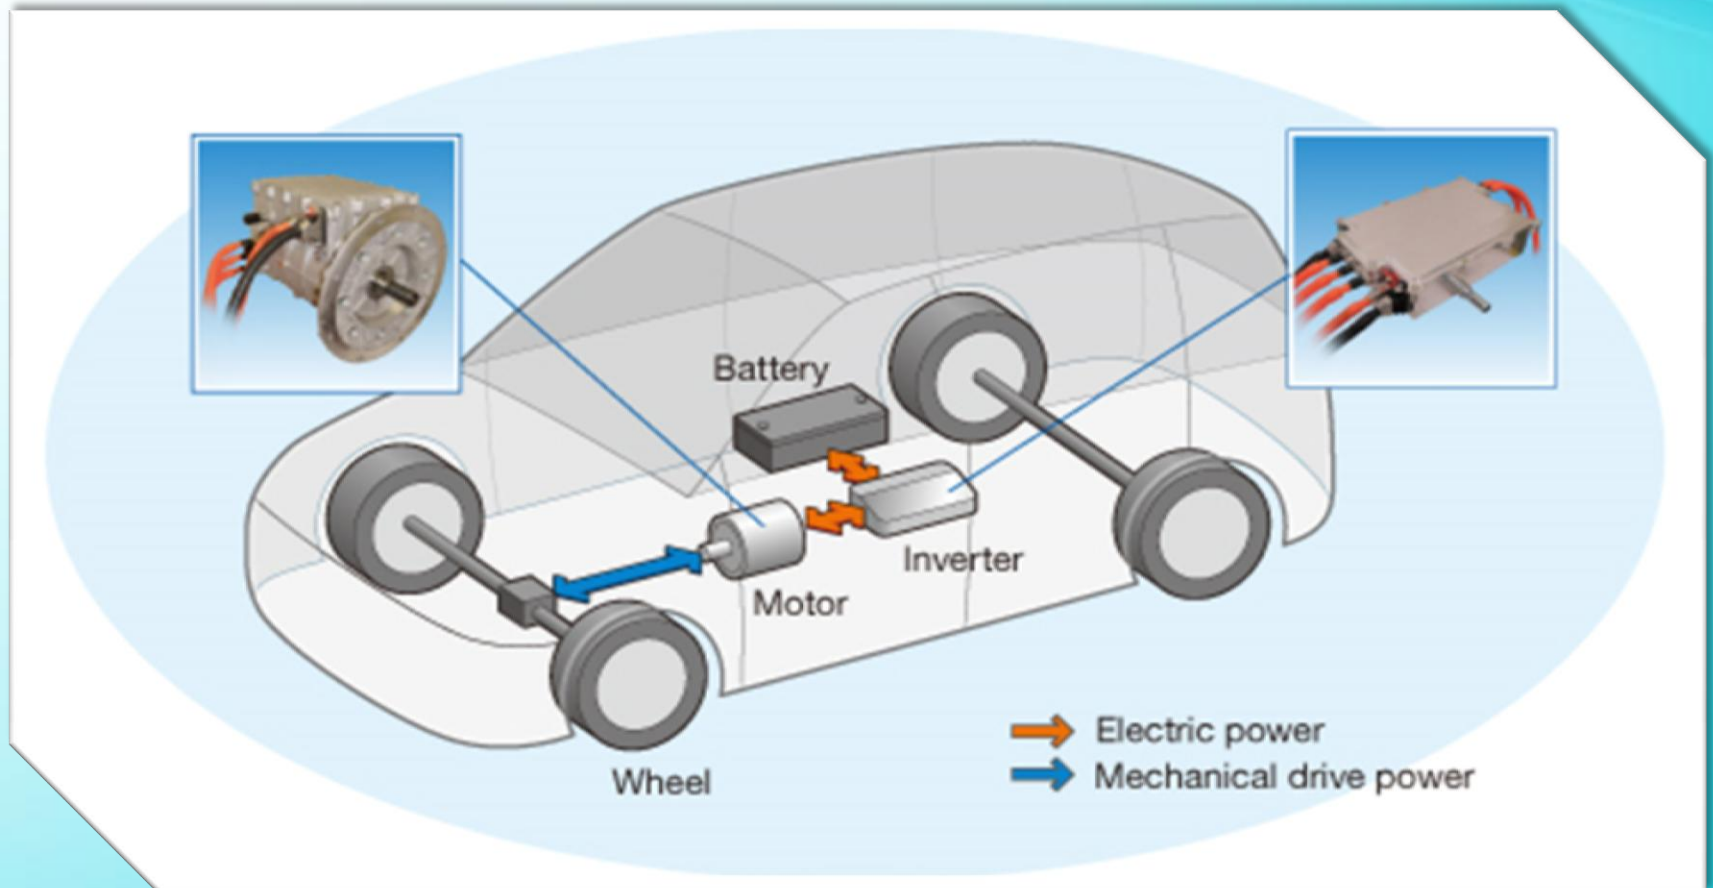 Battery
Inverter
Motor
Wheel
Electric power
Mechanical drive power